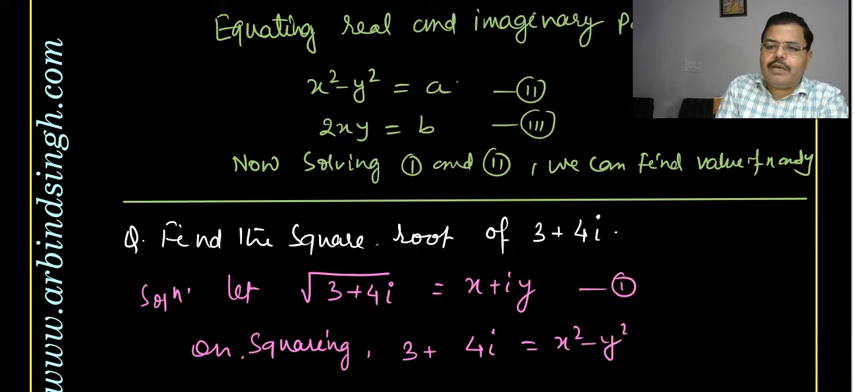 www.arbindsingh.com
Equating real and imaginary
x² - y² = a. — (II)
2xy = b — (III)
Now solving (I) and (II), we can find value of x and y
Q. Find the Square root of 3 + 4i.
Solⁿ. Let √(3 + 4i) = x + iy — (I)
On Squaring, 3 + 4i = x² - y²